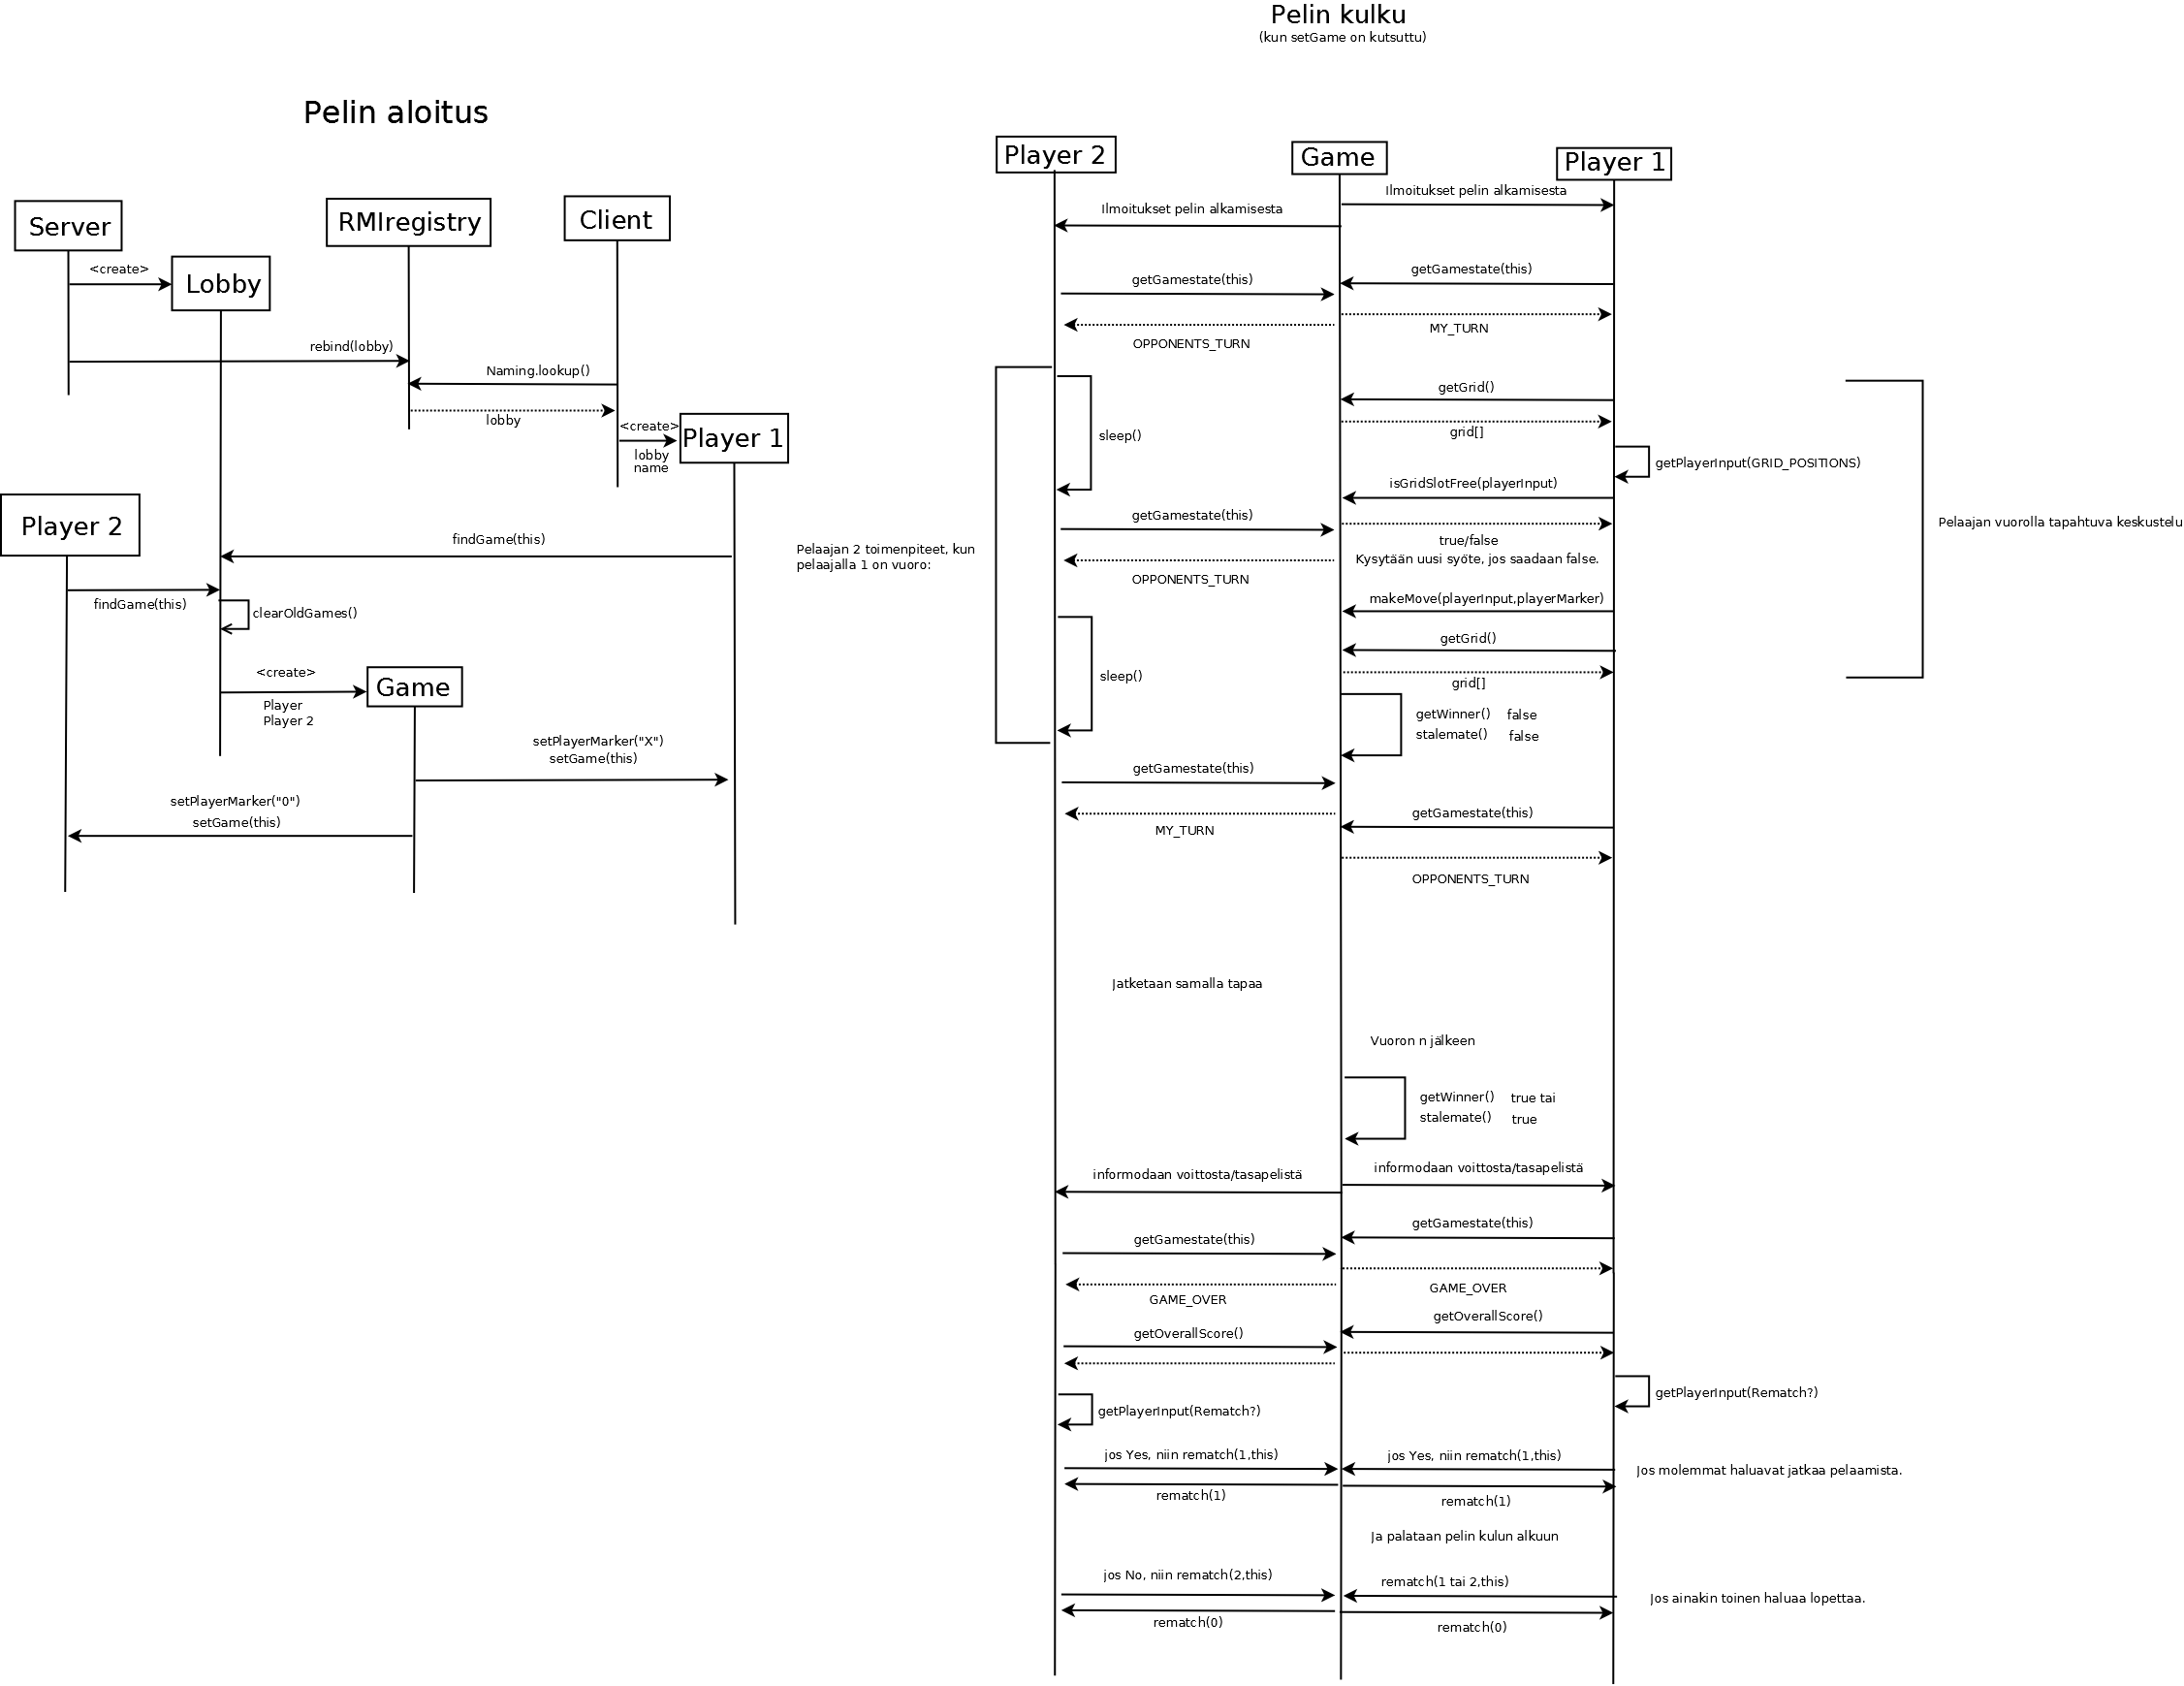 Pelin aloitus
Server
<create>
Lobby
RMIregistry
Client
rebind(lobby)
Naming.lookup()
lobby
<create>
lobby
name
Player 1
Player 2
findGame(this)
findGame(this)
clearOldGames()
<create>
Player
Player 2
Game
setPlayerMarker("X")
setGame(this)
setPlayerMarker("0")
setGame(this)
Pelin kulku
(kun setGame on kutsuttu)
Player 2
Game
Player 1
Ilmoitukset pelin alkamisesta
Ilmoitukset pelin alkamisesta
getGamestate(this)
getGamestate(this)
MY_TURN
OPPONENTS_TURN
getGrid()
grid[]
sleep()
getPlayerInput(GRID_POSITIONS)
isGridSlotFree(playerInput)
getGamestate(this)
true/false
Kysytään uusi syöte, jos saadaan false.
OPPONENTS_TURN
Pelaajan vuorolla tapahtuva keskustelu
Pelaajan 2 toimenpiteet, kun
pelaajalla 1 on vuoro:
makeMove(playerInput,playerMarker)
getGrid()
grid[]
sleep()
getWinner() false
stalemate() false
getGamestate(this)
MY_TURN
getGamestate(this)
OPPONENTS_TURN
Jatketaan samalla tapaa
Vuoron n jälkeen
getWinner() true tai
stalemate() true
informodaan voittosta/tasapelistä
informodaan voittosta/tasapelistä
getGamestate(this)
getGamestate(this)
GAME_OVER
GAME_OVER
getOverallScore()
getOverallScore()
getPlayerInput(Rematch?)
getPlayerInput(Rematch?)
jos Yes, niin rematch(1,this)
jos Yes, niin rematch(1,this)
Jos molemmat haluavat jatkaa pelaamista.
rematch(1)
rematch(1)
Ja palataan pelin kulun alkuun
jos No, niin rematch(2,this)
rematch(1 tai 2,this)
Jos ainakin toinen haluaa lopettaa.
rematch(0)
rematch(0)